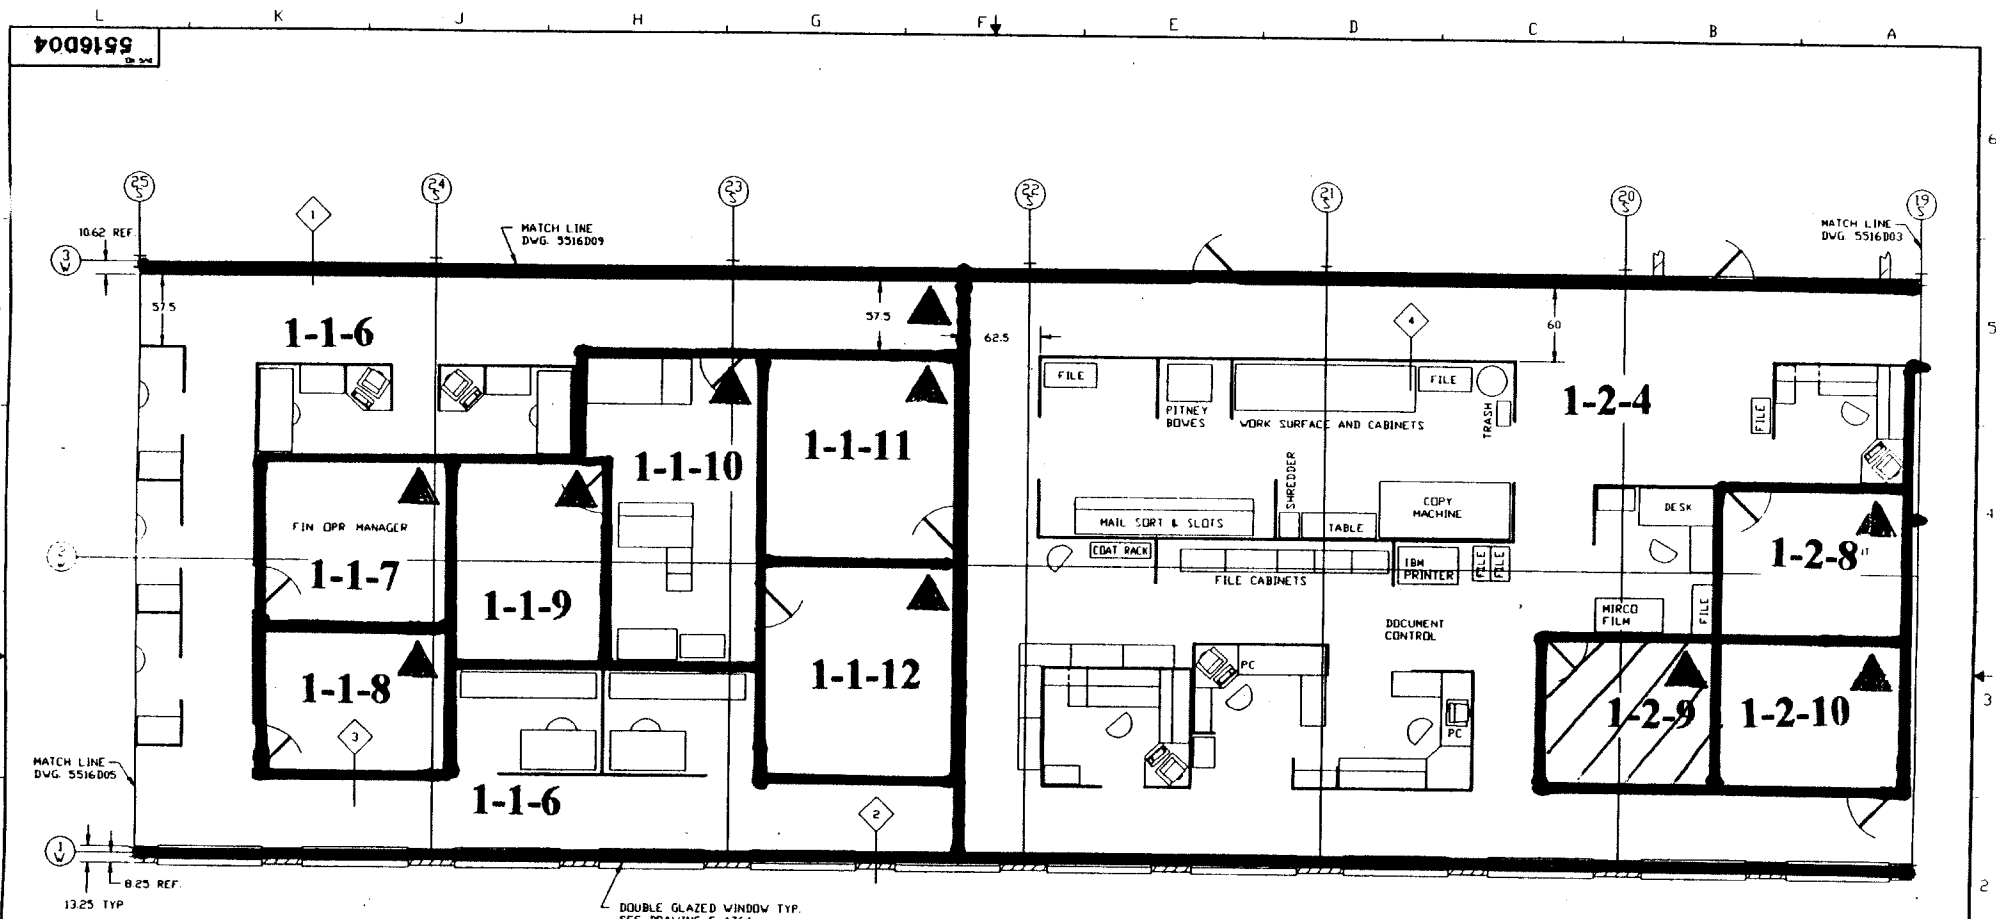 L K J H G F E D C B A
5516D04
DWG NO
6
25 S
24 S
23 S
22 S
21 S
20 S
19 S
1
MATCH LINE
DWG. 5516D09
MATCH LINE
DWG. 5516D03
10.62 REF.
3 W
57.5
1-1-6
57.5
62.5
4
60
5
FILE
PITNEY
BOWES
WORK SURFACE AND CABINETS
FILE
TRASH
1-2-4
FILE
1-1-10
1-1-11
SHREDDER
FIN OPR MANAGER
MAIL SORT & SLOTS
TABLE
COPY
MACHINE
DESK
4
2 W
1-1-7
1-1-9
COAT RACK
FILE CABINETS
IBM
PRINTER
FILE
FILE
1-2-8
IT
MIRCO
FILM
FILE
DOCUMENT
CONTROL
1-1-8
1-1-12
PC
PC
1-2-9
1-2-10
3
3
MATCH LINE
DWG. 5516D05
1-1-6
2
1 W
8.25 REF.
13.25 TYP
DOUBLE GLAZED WINDOW TYP.
2